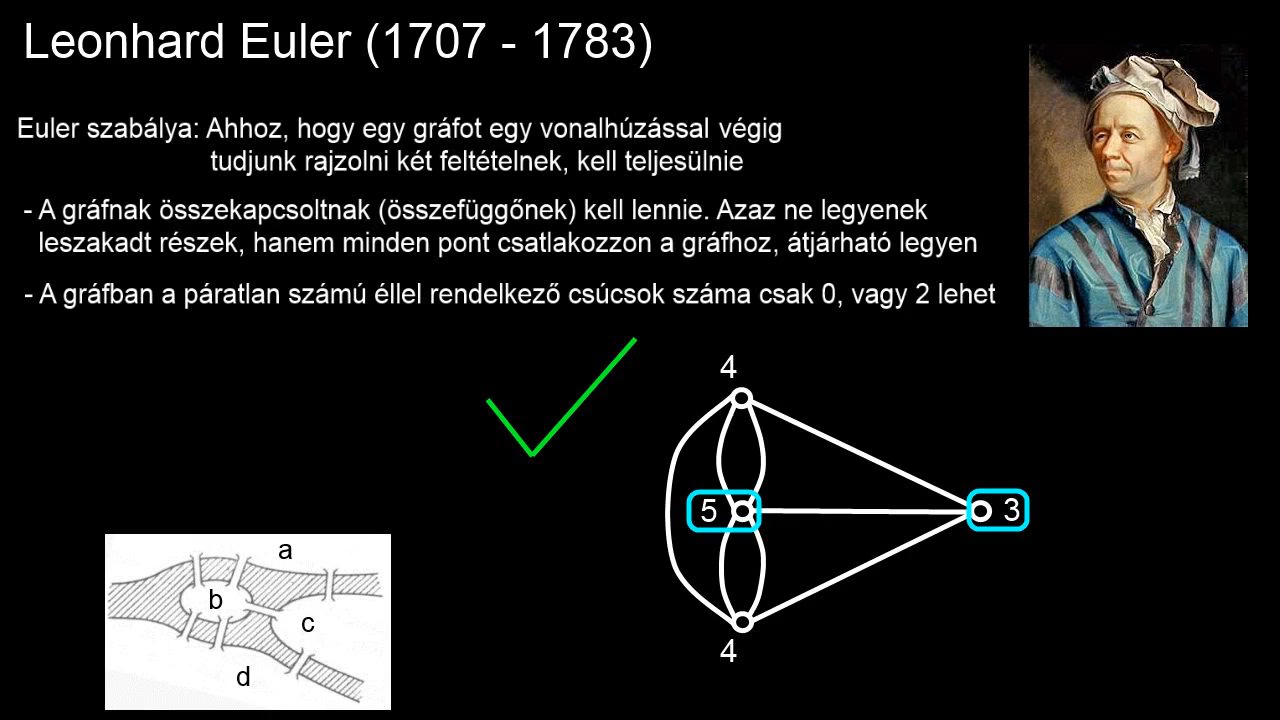 Leonhard Euler (1707 - 1783)
Euler szabálya: Ahhoz, hogy egy gráfot egy vonalhúzással végig
tudjunk rajzolni két feltételnek, kell teljesülnie
- A gráfnak összekapcsoltnak (összefüggőnek) kell lennie. Azaz ne legyenek
leszakadt részek, hanem minden pont csatlakozzon a gráfhoz, átjárható legyen
- A gráfban a páratlan számú éllel rendelkező csúcsok száma csak 0, vagy 2 lehet
4
5
3
4
a
b
c
d